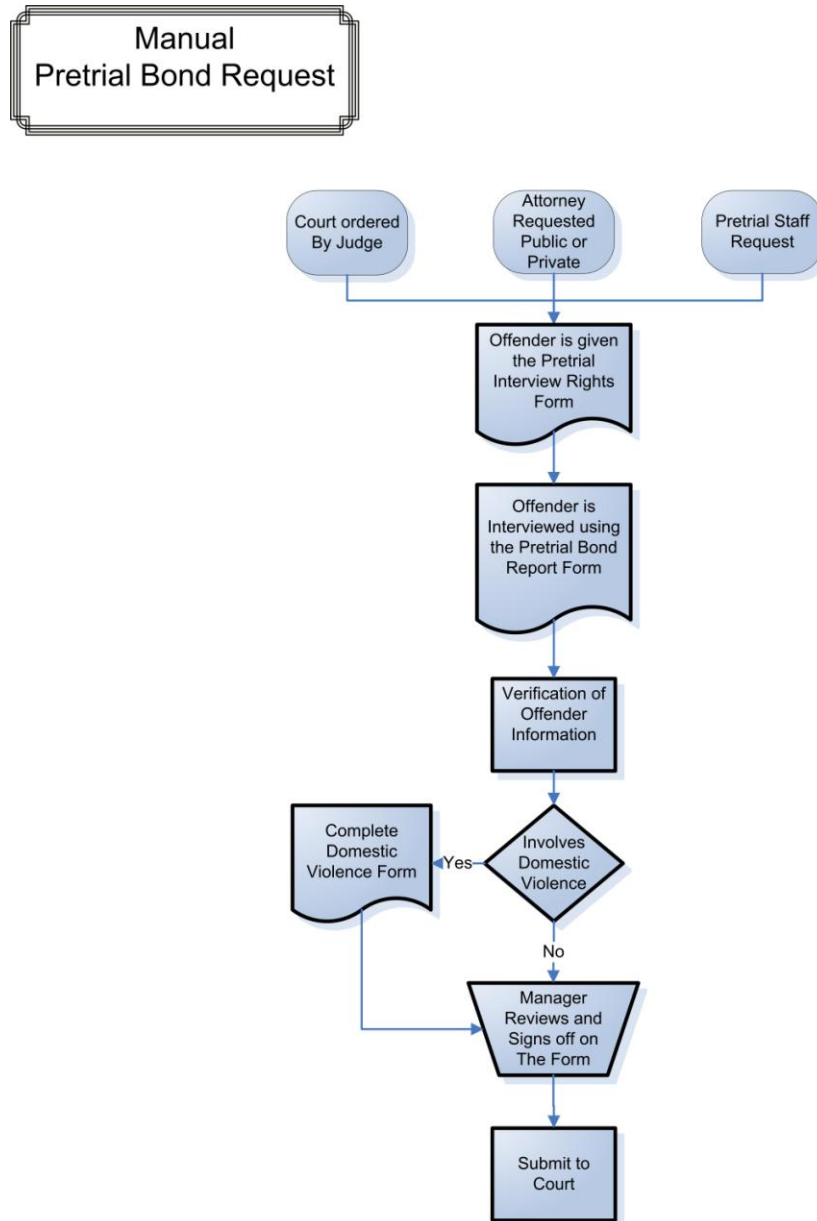 Manual
Pretrial Bond Request
Court ordered
By Judge
Attorney
Requested
Public or
Private
Pretrial Staff
Request
Offender is given
the Pretrial
Interview Rights
Form
Offender is
Interviewed using
the Pretrial Bond
Report Form
Verification of
Offender
Information
Involves
Domestic
Violence
Yes
Complete
Domestic
Violence Form
No
Manager
Reviews and
Signs off on
The Form
Submit to
Court